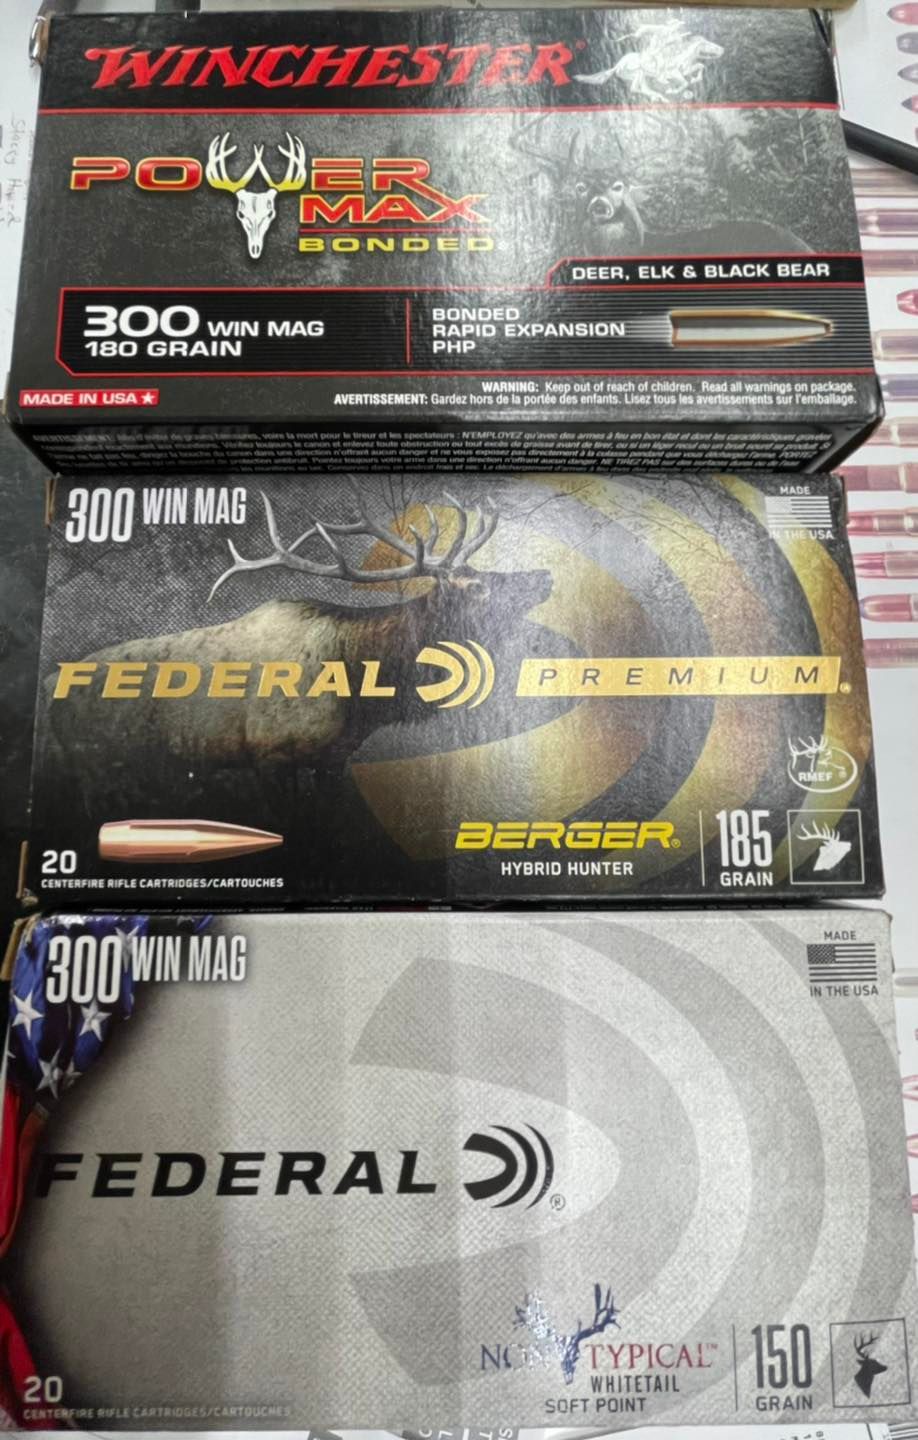 WINCHESTER
POWER
MAX
BONDED
DEER, ELK & BLACK BEAR
300 WIN MAG
180 GRAIN
BONDED
RAPID EXPANSION
PHP
MADE IN USA
WARNING: Keep out of reach of children. Read all warnings on package.
AVERTISSEMENT: Gardez hors de la portée des enfants. Lisez tous les avertissements sur l'emballage.
300 WIN MAG
MADE
IN THE USA
FEDERAL PREMIUM®
RMEF®
BERGER®
HYBRID HUNTER
185
GRAIN
20
CENTERFIRE RIFLE CARTRIDGES/CARTOUCHES
300 WIN MAG
MADE
IN THE USA
FEDERAL®
NON TYPICAL™
WHITETAIL
SOFT POINT
150
GRAIN
20
CENTERFIRE RIFLE CARTRIDGES/CARTOUCHES